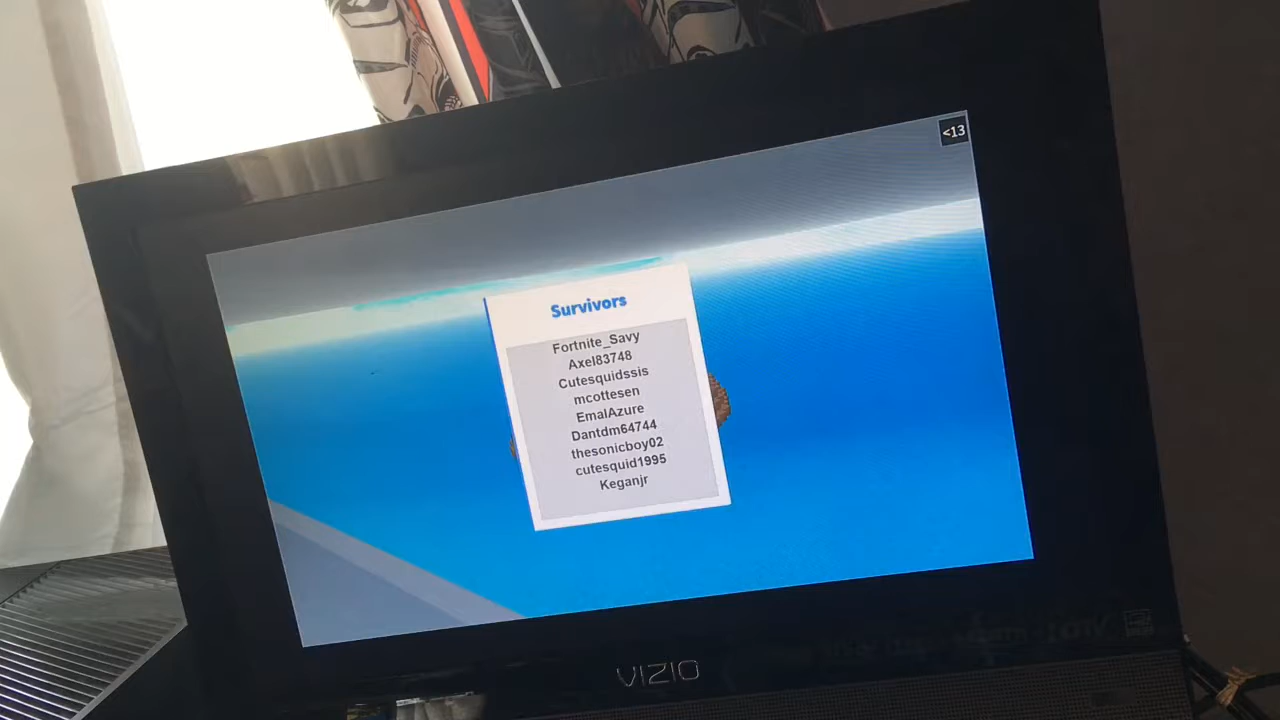 <13
Survivors
Fortnite_Savy
Axel83748
Cutesquidssis
mcottesen
EmalAzure
Dantdm64744
thesonicboy02
cutesquid1995
Keganjr
VIZIO